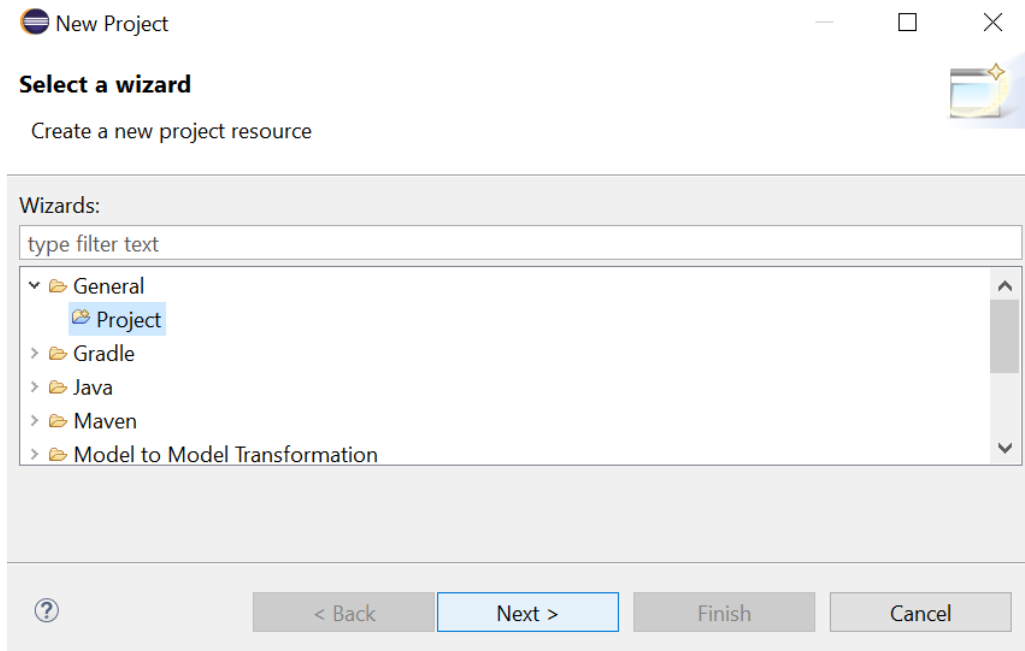 New Project
Select a wizard
Create a new project resource
Wizards:
type filter text
General
Project
Gradle
Java
Maven
Model to Model Transformation
? < Back Next > Finish Cancel